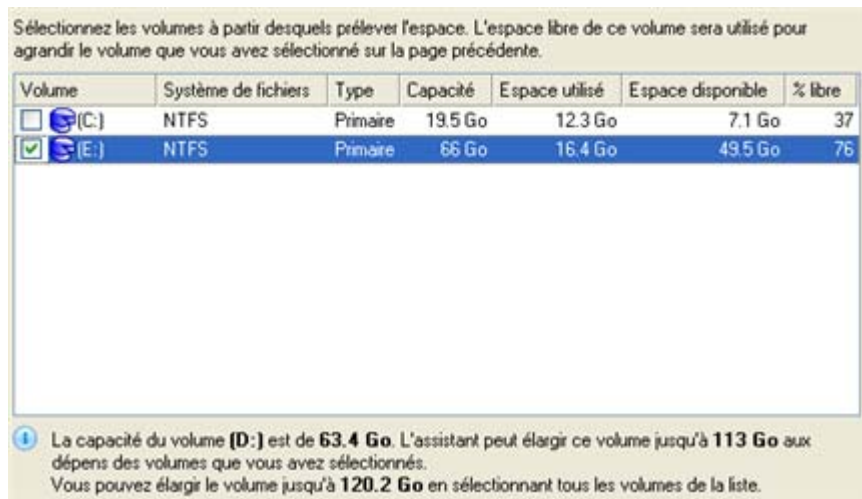 Sélectionnez les volumes à partir desquels prélever l'espace. L'espace libre de ce volume sera utilisé pour
agrandir le volume que vous avez sélectionné sur la page précédente.
Volume Système de fichiers Type Capacité Espace utilisé Espace disponible % libre
(C:) NTFS Primaire 19.5 Go 12.3 Go 7.1 Go 37
(E:) NTFS Primaire 66 Go 16.4 Go 49.5 Go 76
La capacité du volume (D:) est de 63.4 Go. L'assistant peut élargir ce volume jusqu'à 113 Go aux
dépens des volumes que vous avez sélectionnés.
Vous pouvez élargir le volume jusqu'à 120.2 Go en sélectionnant tous les volumes de la liste.